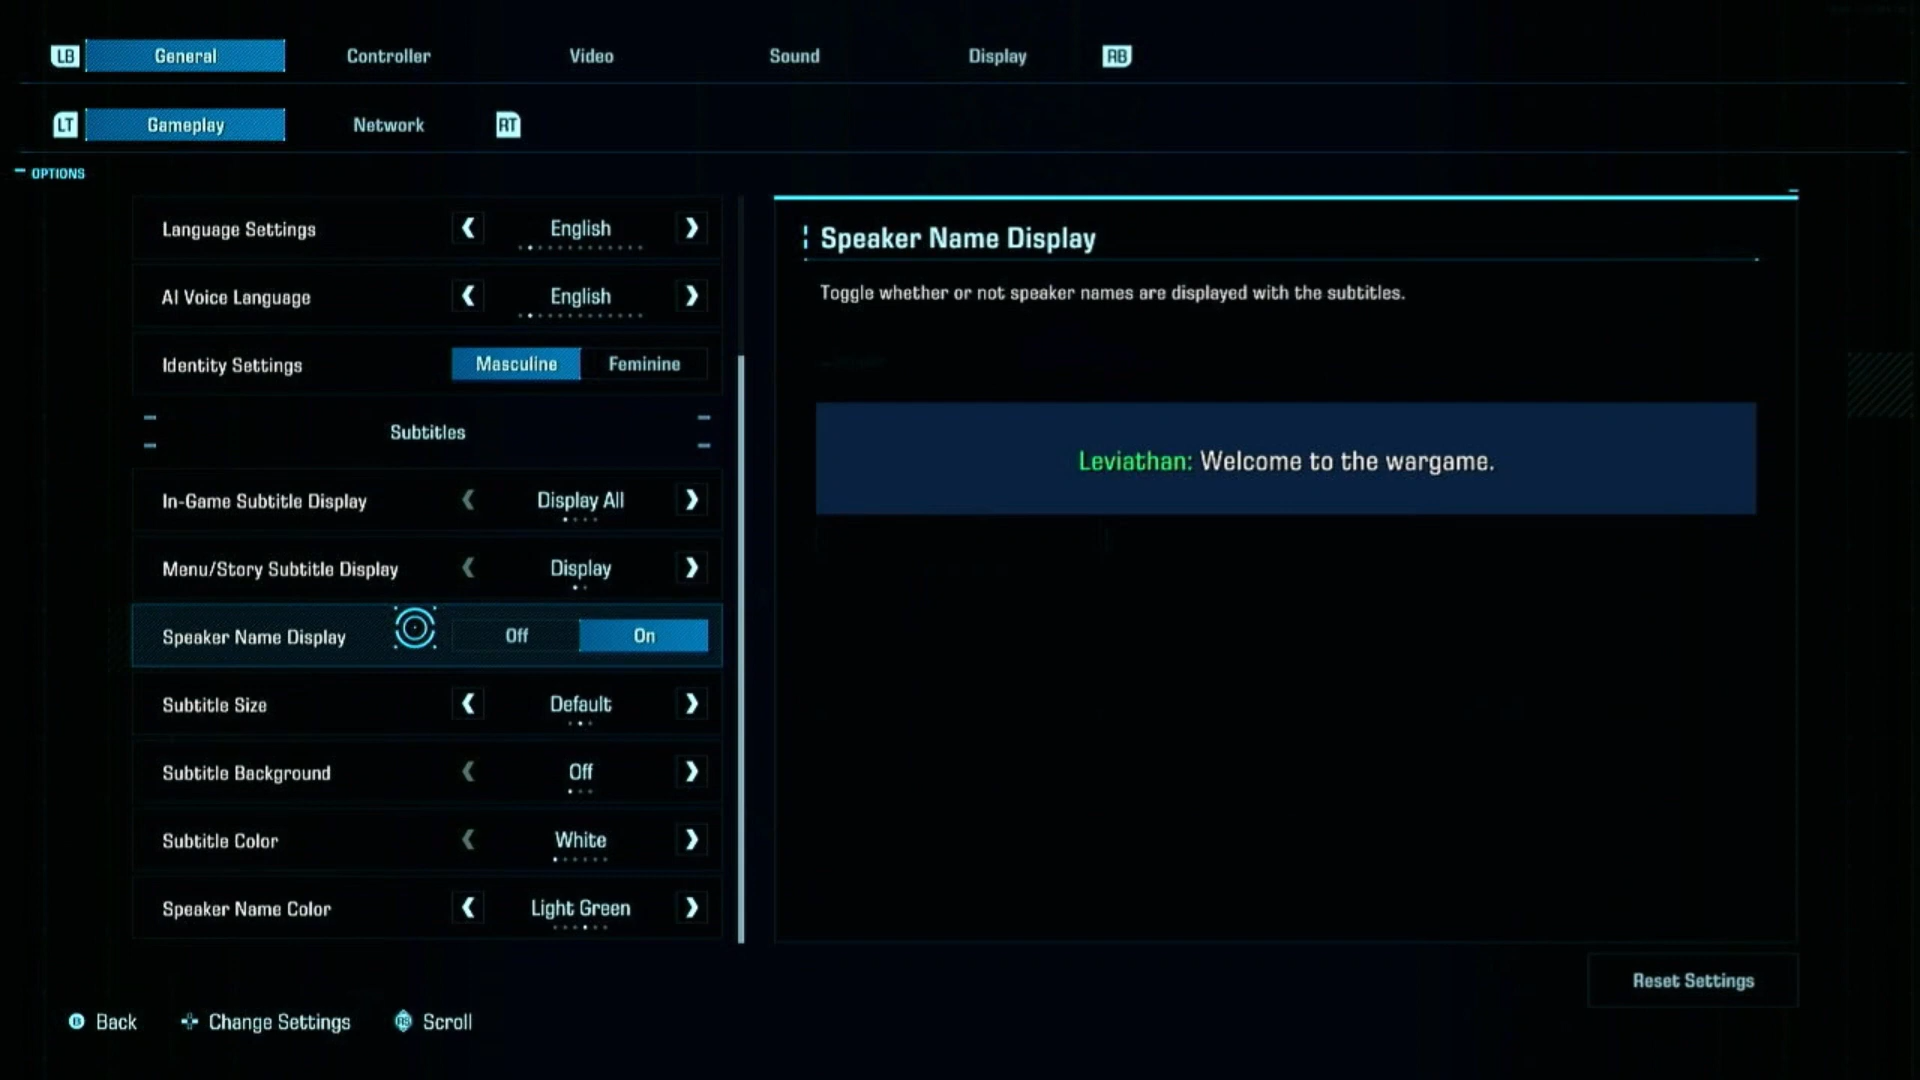 LB General Controller Video Sound Display RB
LT Gameplay Network RT
OPTIONS
Language Settings English
AI Voice Language English
Identity Settings Masculine Feminine
Subtitles
In-Game Subtitle Display Display All
Menu/Story Subtitle Display Display
Speaker Name Display Off On
Subtitle Size Default
Subtitle Background Off
Subtitle Color White
Speaker Name Color Light Green
Speaker Name Display
Toggle whether or not speaker names are displayed with the subtitles.
Leviathan: Welcome to the wargame.
Reset Settings
B Back Change Settings RS Scroll